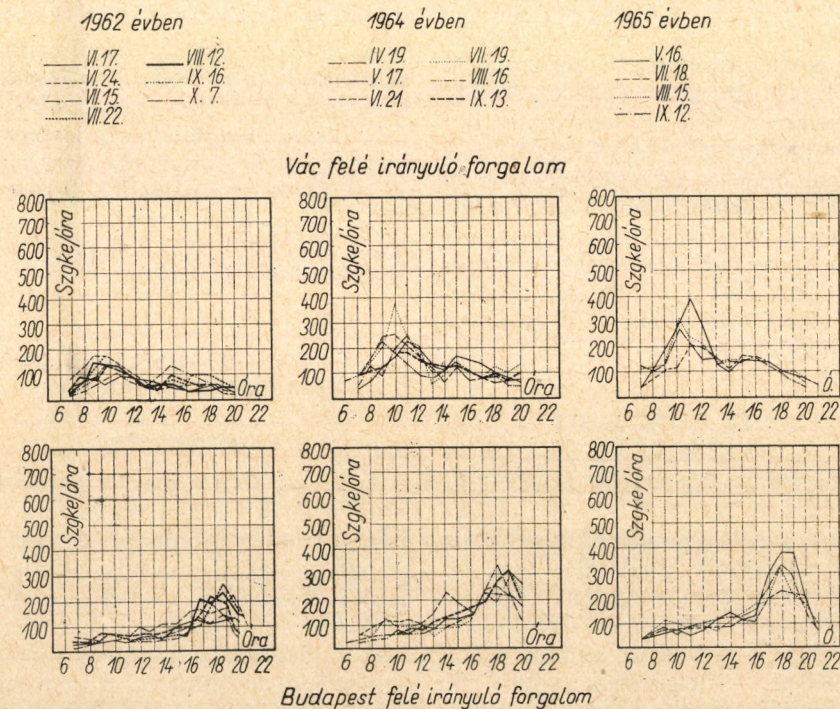 1962 évben
VI.17.
VI.24.
VII.15.
VII.22.
VIII.12.
IX.16.
X.7.
1964 évben
IV.19.
V.17.
VI.21.
VII.19.
VIII.16.
IX.13.
1965 évben
V.16.
VII.18.
VIII.15.
IX.12.
Vác felé irányuló forgalom
800
700
600
500
400
300
200
100
Szgke/óra
Óra
6 8 10 12 14 16 18 20 22
800
700
600
500
400
300
200
100
Szgke/óra
Óra
6 8 10 12 14 16 18 20 22
800
700
600
500
400
300
200
100
Szgke/óra
Ó.
6 8 10 12 14 16 18 20 22
800
700
600
500
400
300
200
100
Szgke/óra
Óra
6 8 10 12 14 16 18 20 22
800
700
600
500
400
300
200
100
Szgke/óra
Óra
6 8 10 12 14 16 18 20 22
800
700
600
500
400
300
200
100
Szgke/óra
Ó.
6 8 10 12 14 16 18 20 22
Budapest felé irányuló forgalom